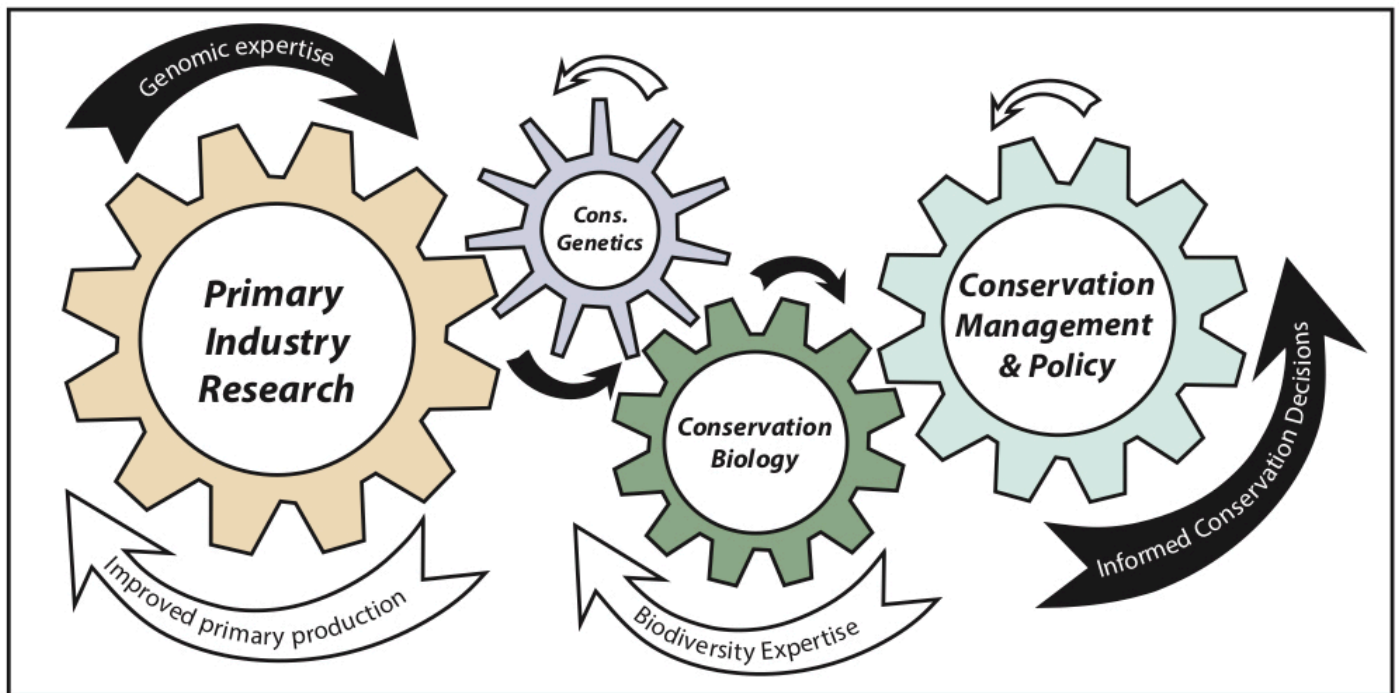 Genomic expertise
Primary
Industry
Research
Improved primary production
Cons.
Genetics
Conservation
Biology
Biodiversity Expertise
Conservation
Management
& Policy
Informed Conservation Decisions